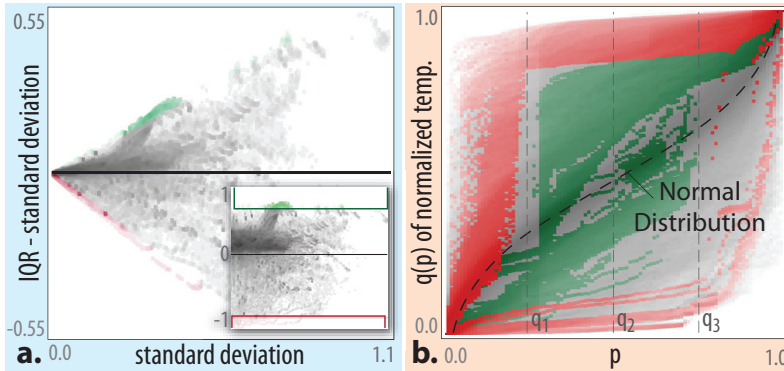 0.55
IQR - standard deviation
-0.55
1
0
-1
a.
0.0
standard deviation
1.1
1.0
q(p) of normalized temp.
0.0
Normal
Distribution
q1
q2
q3
b.
0.0
p
1.0